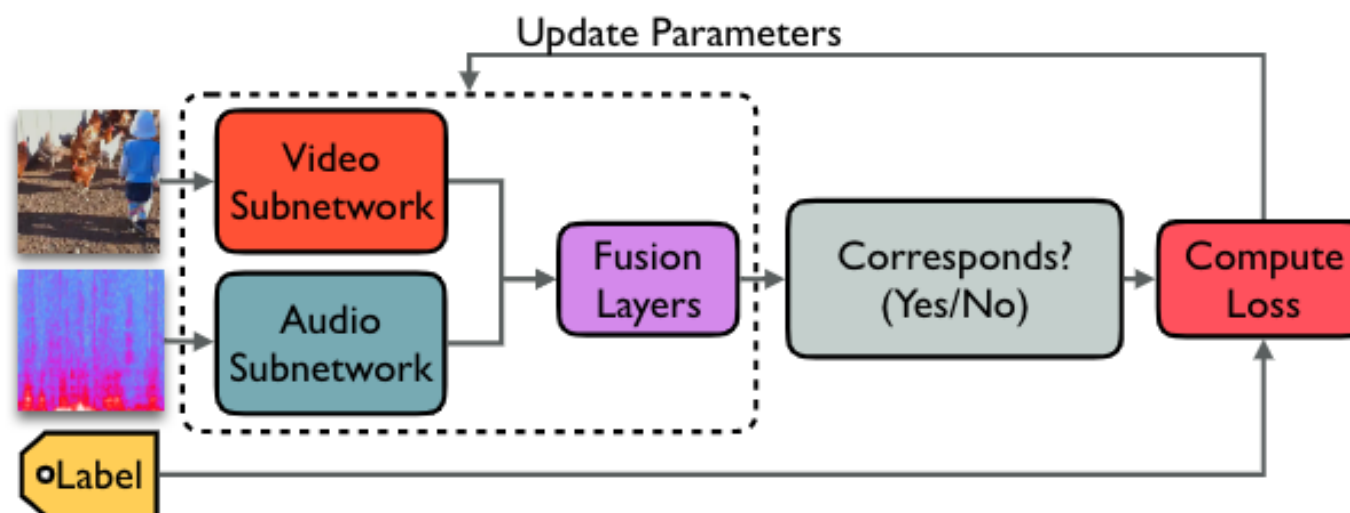 Update Parameters
Video
Subnetwork
Audio
Subnetwork
Fusion
Layers
Corresponds?
(Yes/No)
Compute
Loss
Label